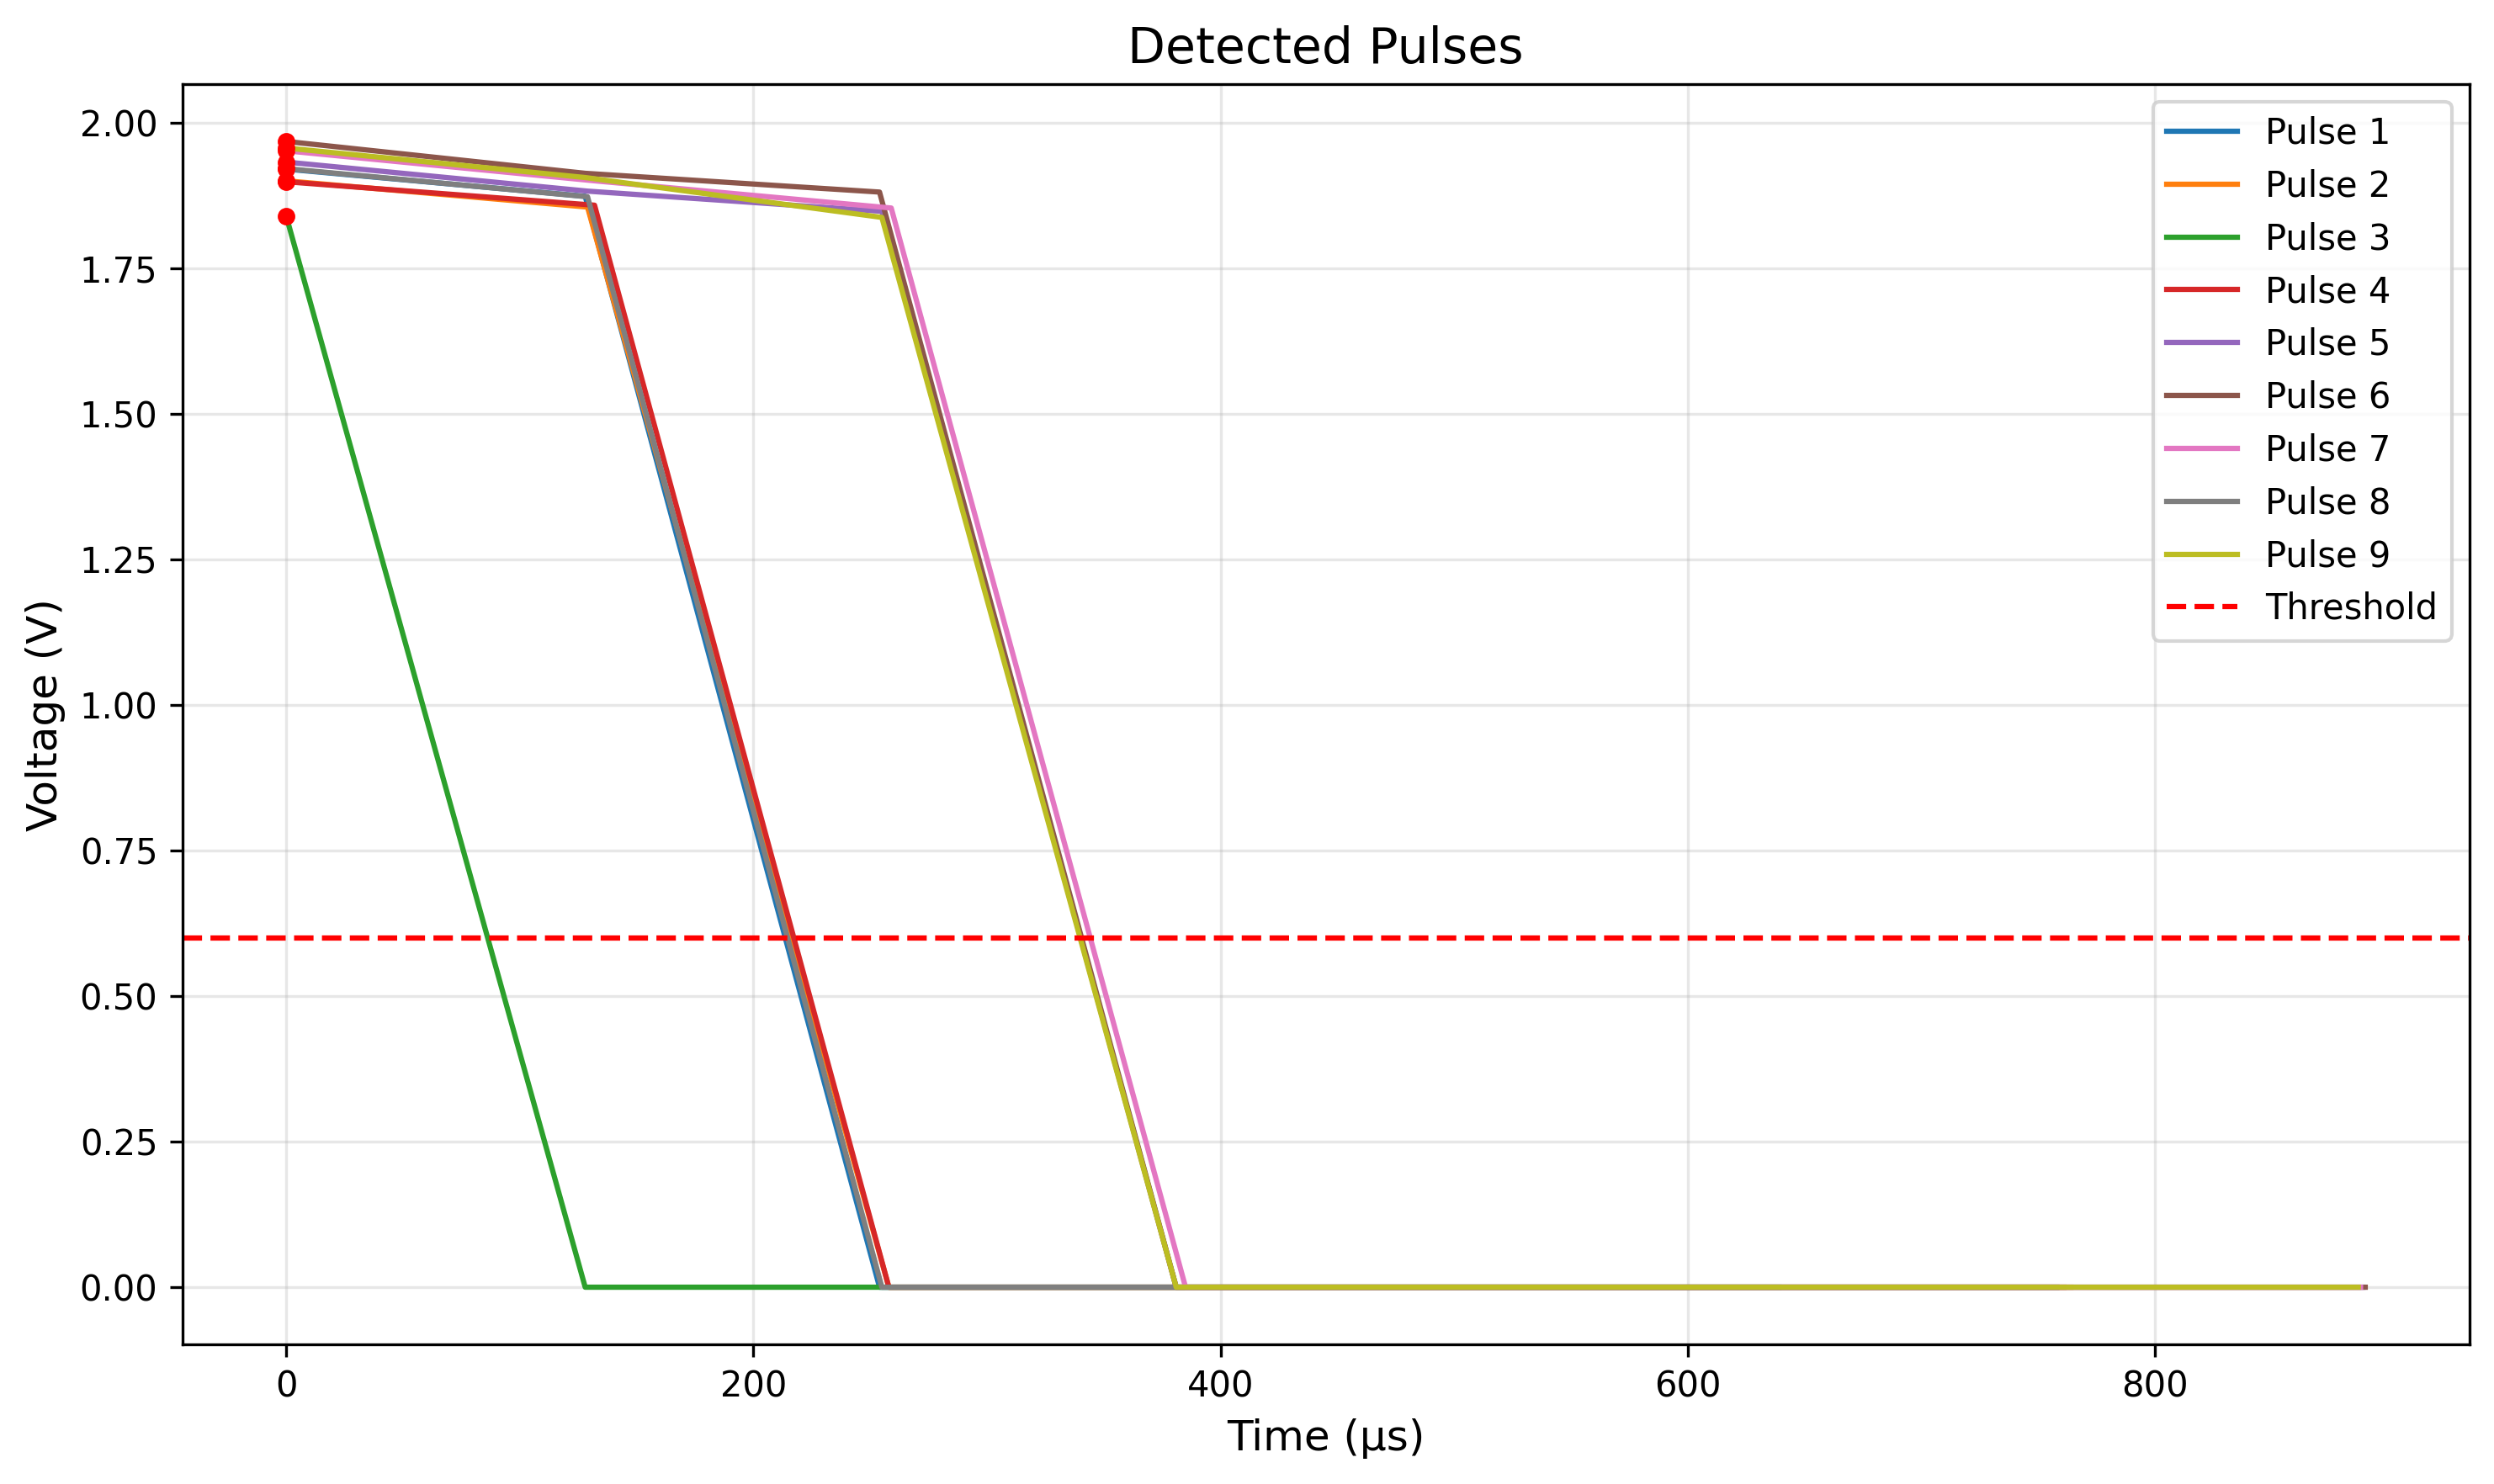 Detected Pulses
2.00
1.75
1.50
1.25
1.00
0.75
0.50
0.25
0.00
Voltage (V)
0
200
400
600
800
Time (μs)
Pulse 1
Pulse 2
Pulse 3
Pulse 4
Pulse 5
Pulse 6
Pulse 7
Pulse 8
Pulse 9
Threshold